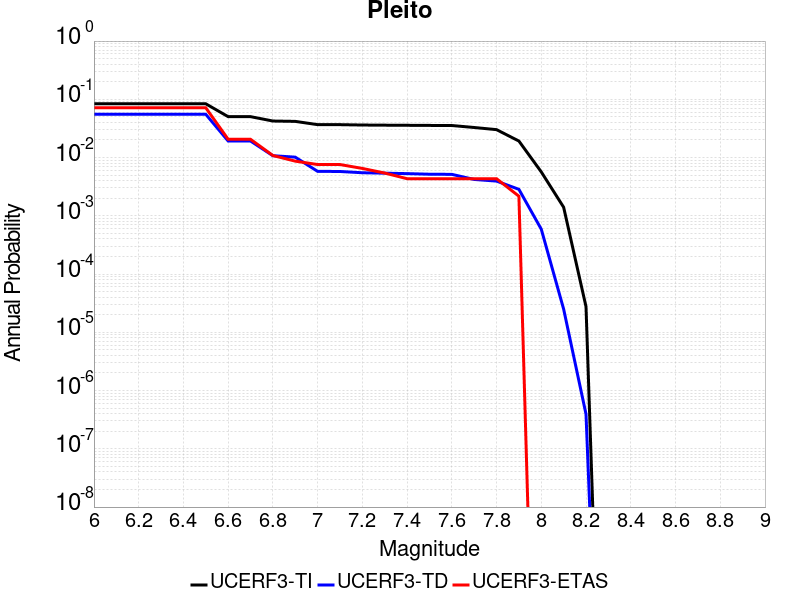 Pleito
10^0
10^-1
10^-2
10^-3
10^-4
10^-5
10^-6
10^-7
10^-8
Annual Probability
6 6.2 6.4 6.6 6.8 7 7.2 7.4 7.6 7.8 8 8.2 8.4 8.6 8.8 9
Magnitude
UCERF3-TI UCERF3-TD UCERF3-ETAS